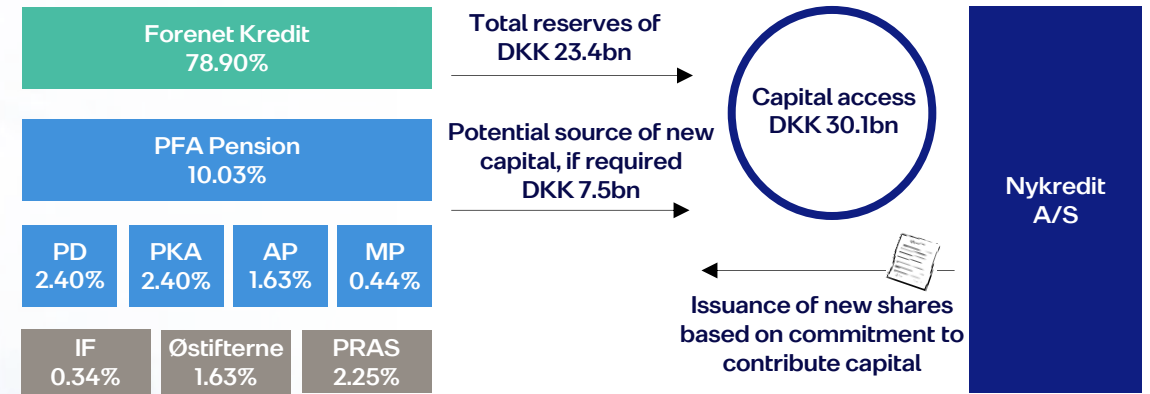 Forenet Kredit
78.90%
Total reserves of
DKK 23.4bn
Capital access
DKK 30.1bn
PFA Pension
10.03%
Potential source of new
capital, if required
DKK 7.5bn
Nykredit
A/S
PD
2.40%
PKA
2.40%
AP
1.63%
MP
0.44%
Issuance of new shares
based on commitment to
contribute capital
IF
0.34%
Østifterne
1.63%
PRAS
2.25%